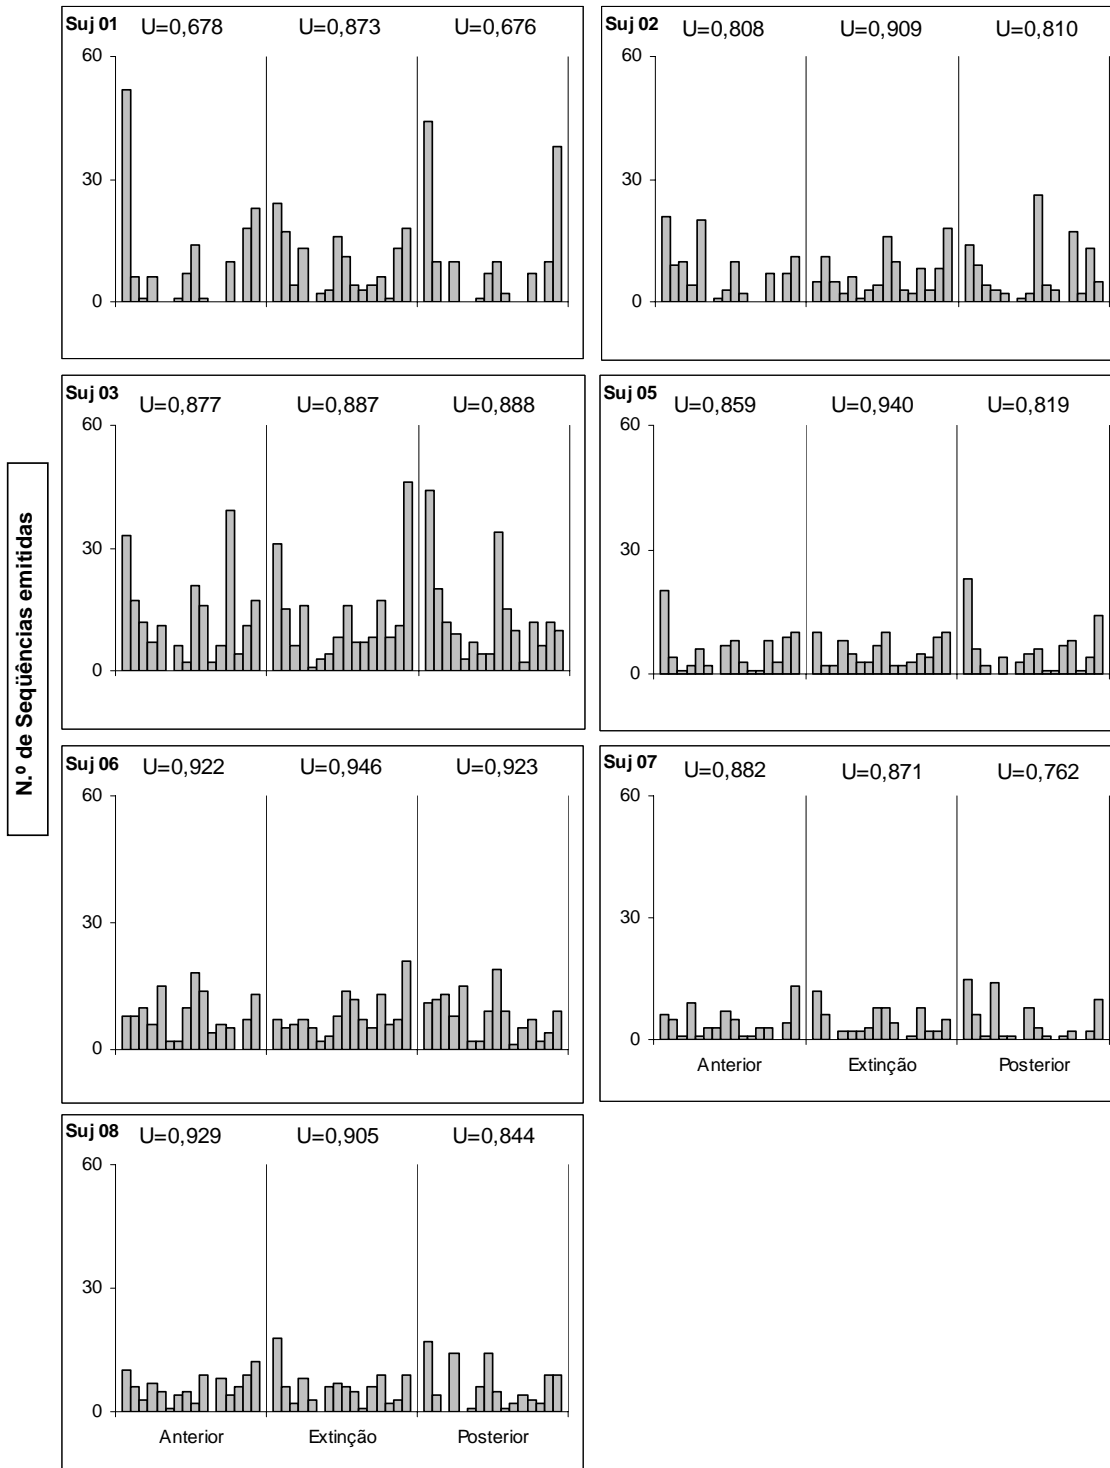 Suj 01 U=0,678 U=0,873 U=0,676
60
30
0
Suj 02 U=0,808 U=0,909 U=0,810
60
30
0
N.º de Seqüências emitidas
Suj 03 U=0,877 U=0,887 U=0,888
60
30
0
Suj 05 U=0,859 U=0,940 U=0,819
60
30
0
Suj 06 U=0,922 U=0,946 U=0,923
60
30
0
Suj 07 U=0,882 U=0,871 U=0,762
60
30
0
Anterior Extinção Posterior
Suj 08 U=0,929 U=0,905 U=0,844
60
30
0
Anterior Extinção Posterior